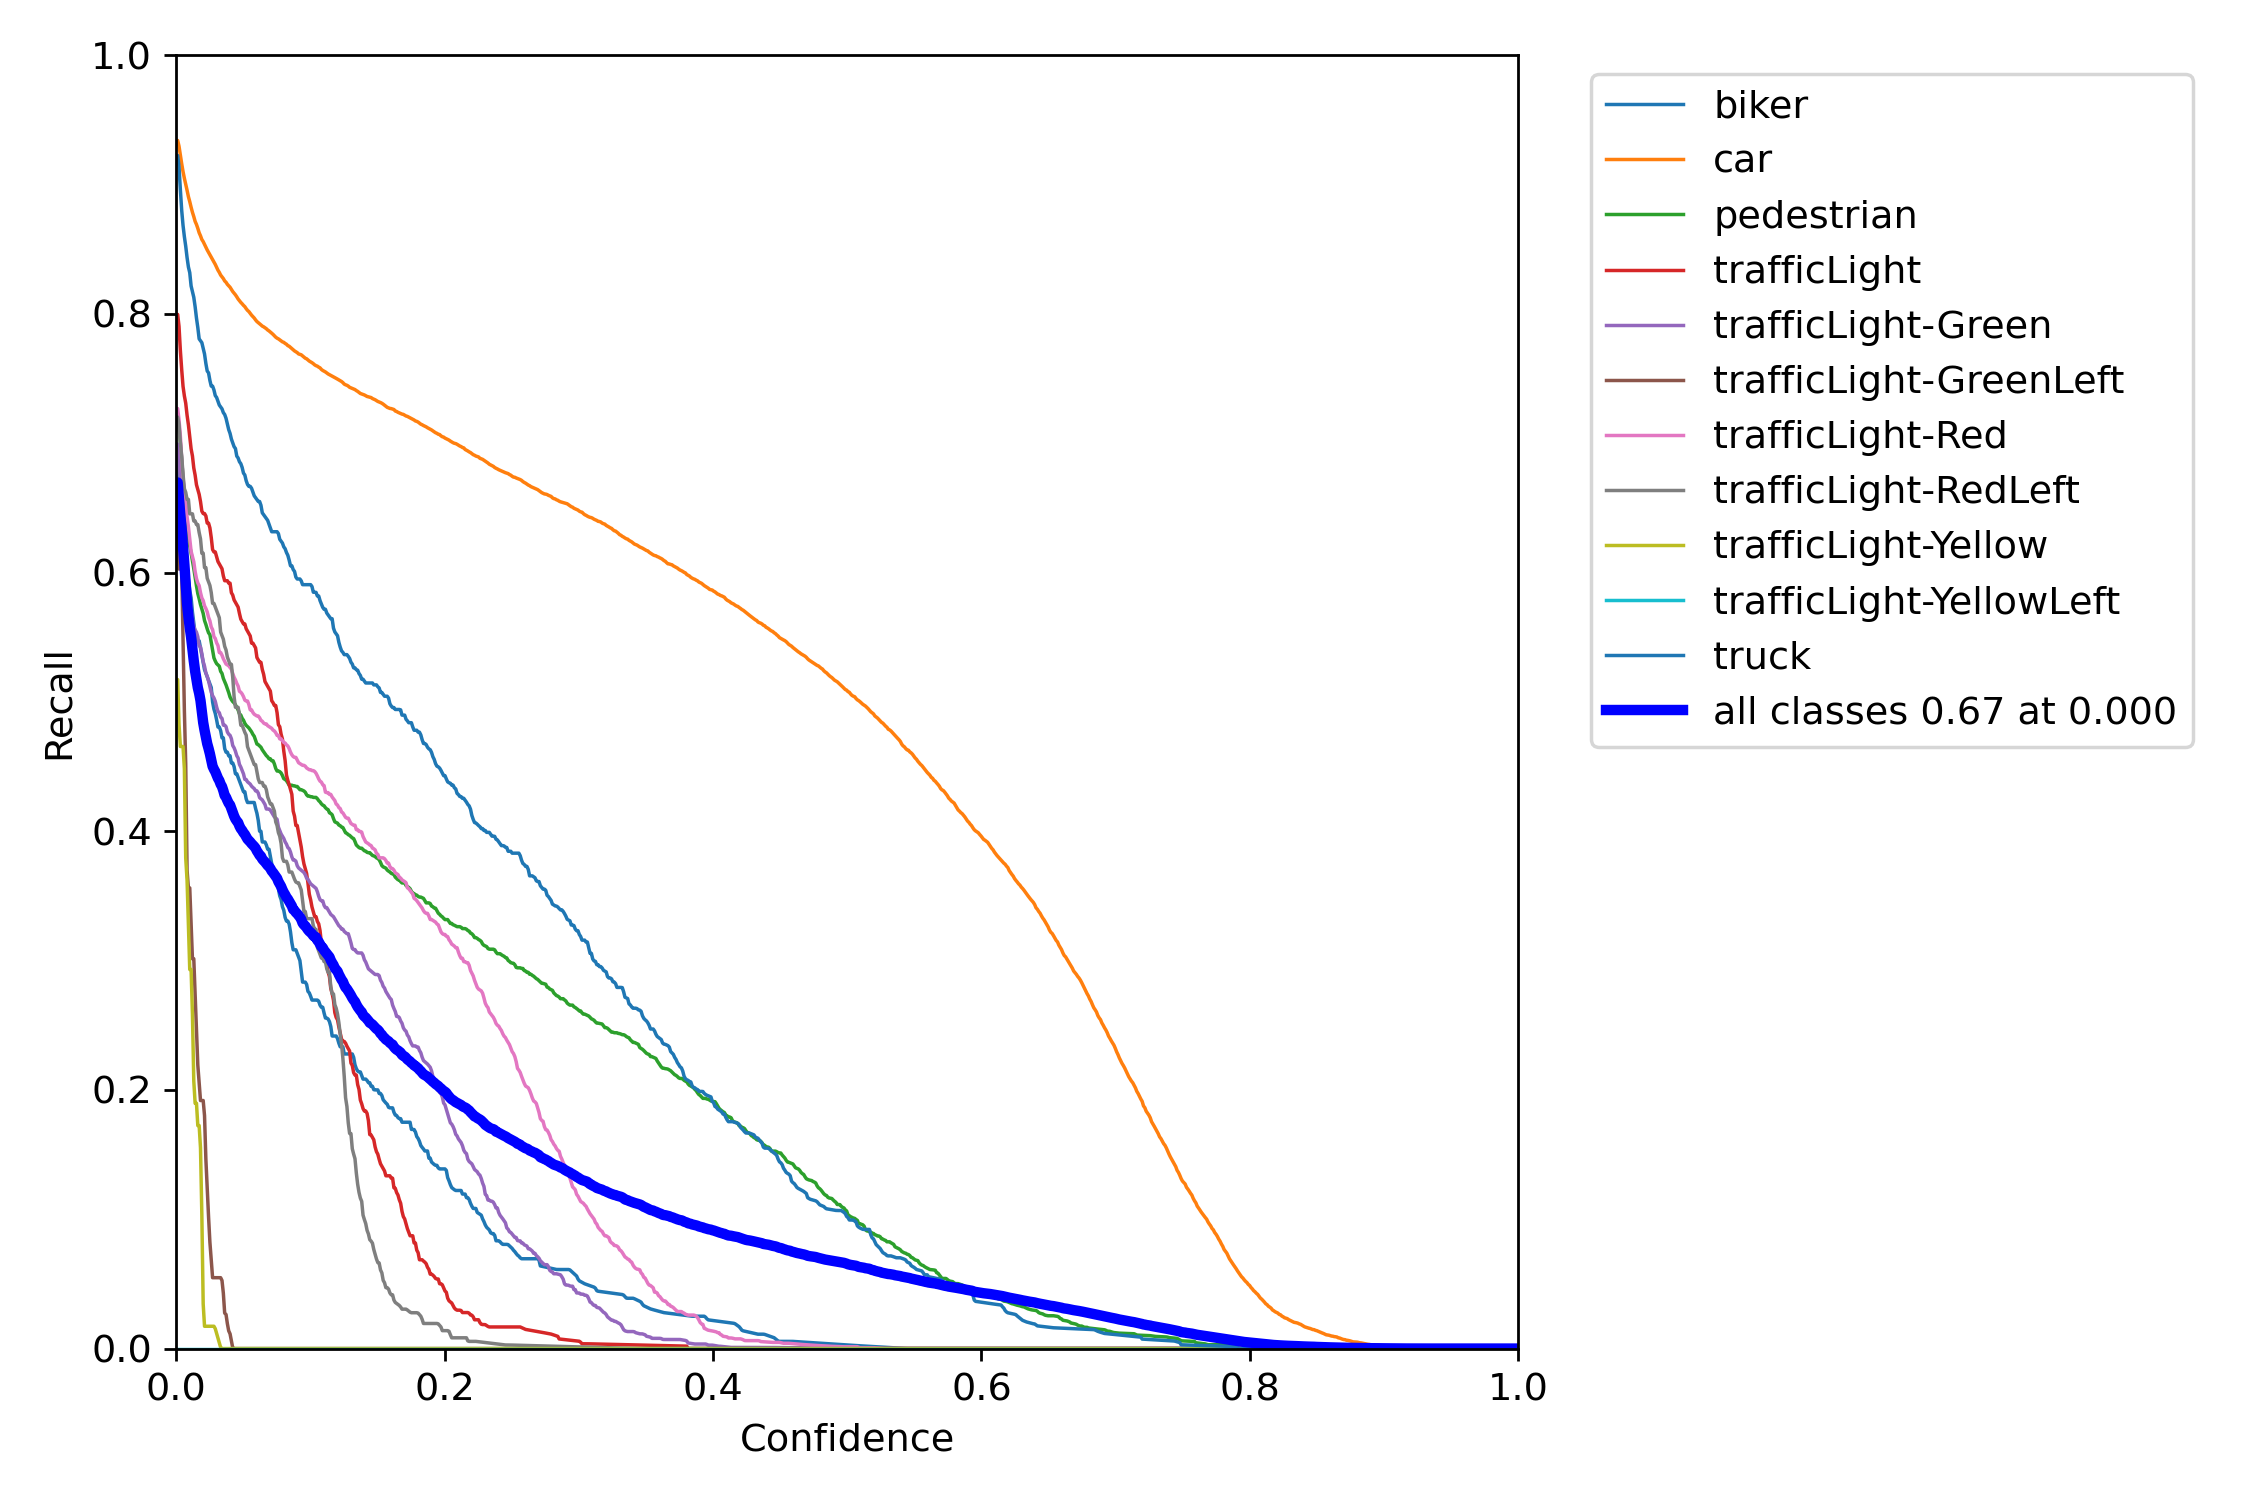 1.0
0.8
0.6
0.4
0.2
0.0
Recall
0.0 0.2 0.4 0.6 0.8 1.0
Confidence
biker
car
pedestrian
trafficLight
trafficLight-Green
trafficLight-GreenLeft
trafficLight-Red
trafficLight-RedLeft
trafficLight-Yellow
trafficLight-YellowLeft
truck
all classes 0.67 at 0.000